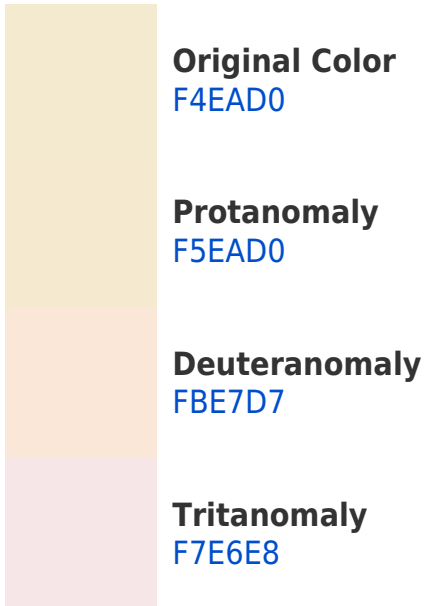 Original Color
F4EAD0
Protanomaly
F5EAD0
Deuteranomaly
FBE7D7
Tritanomaly
F7E6E8